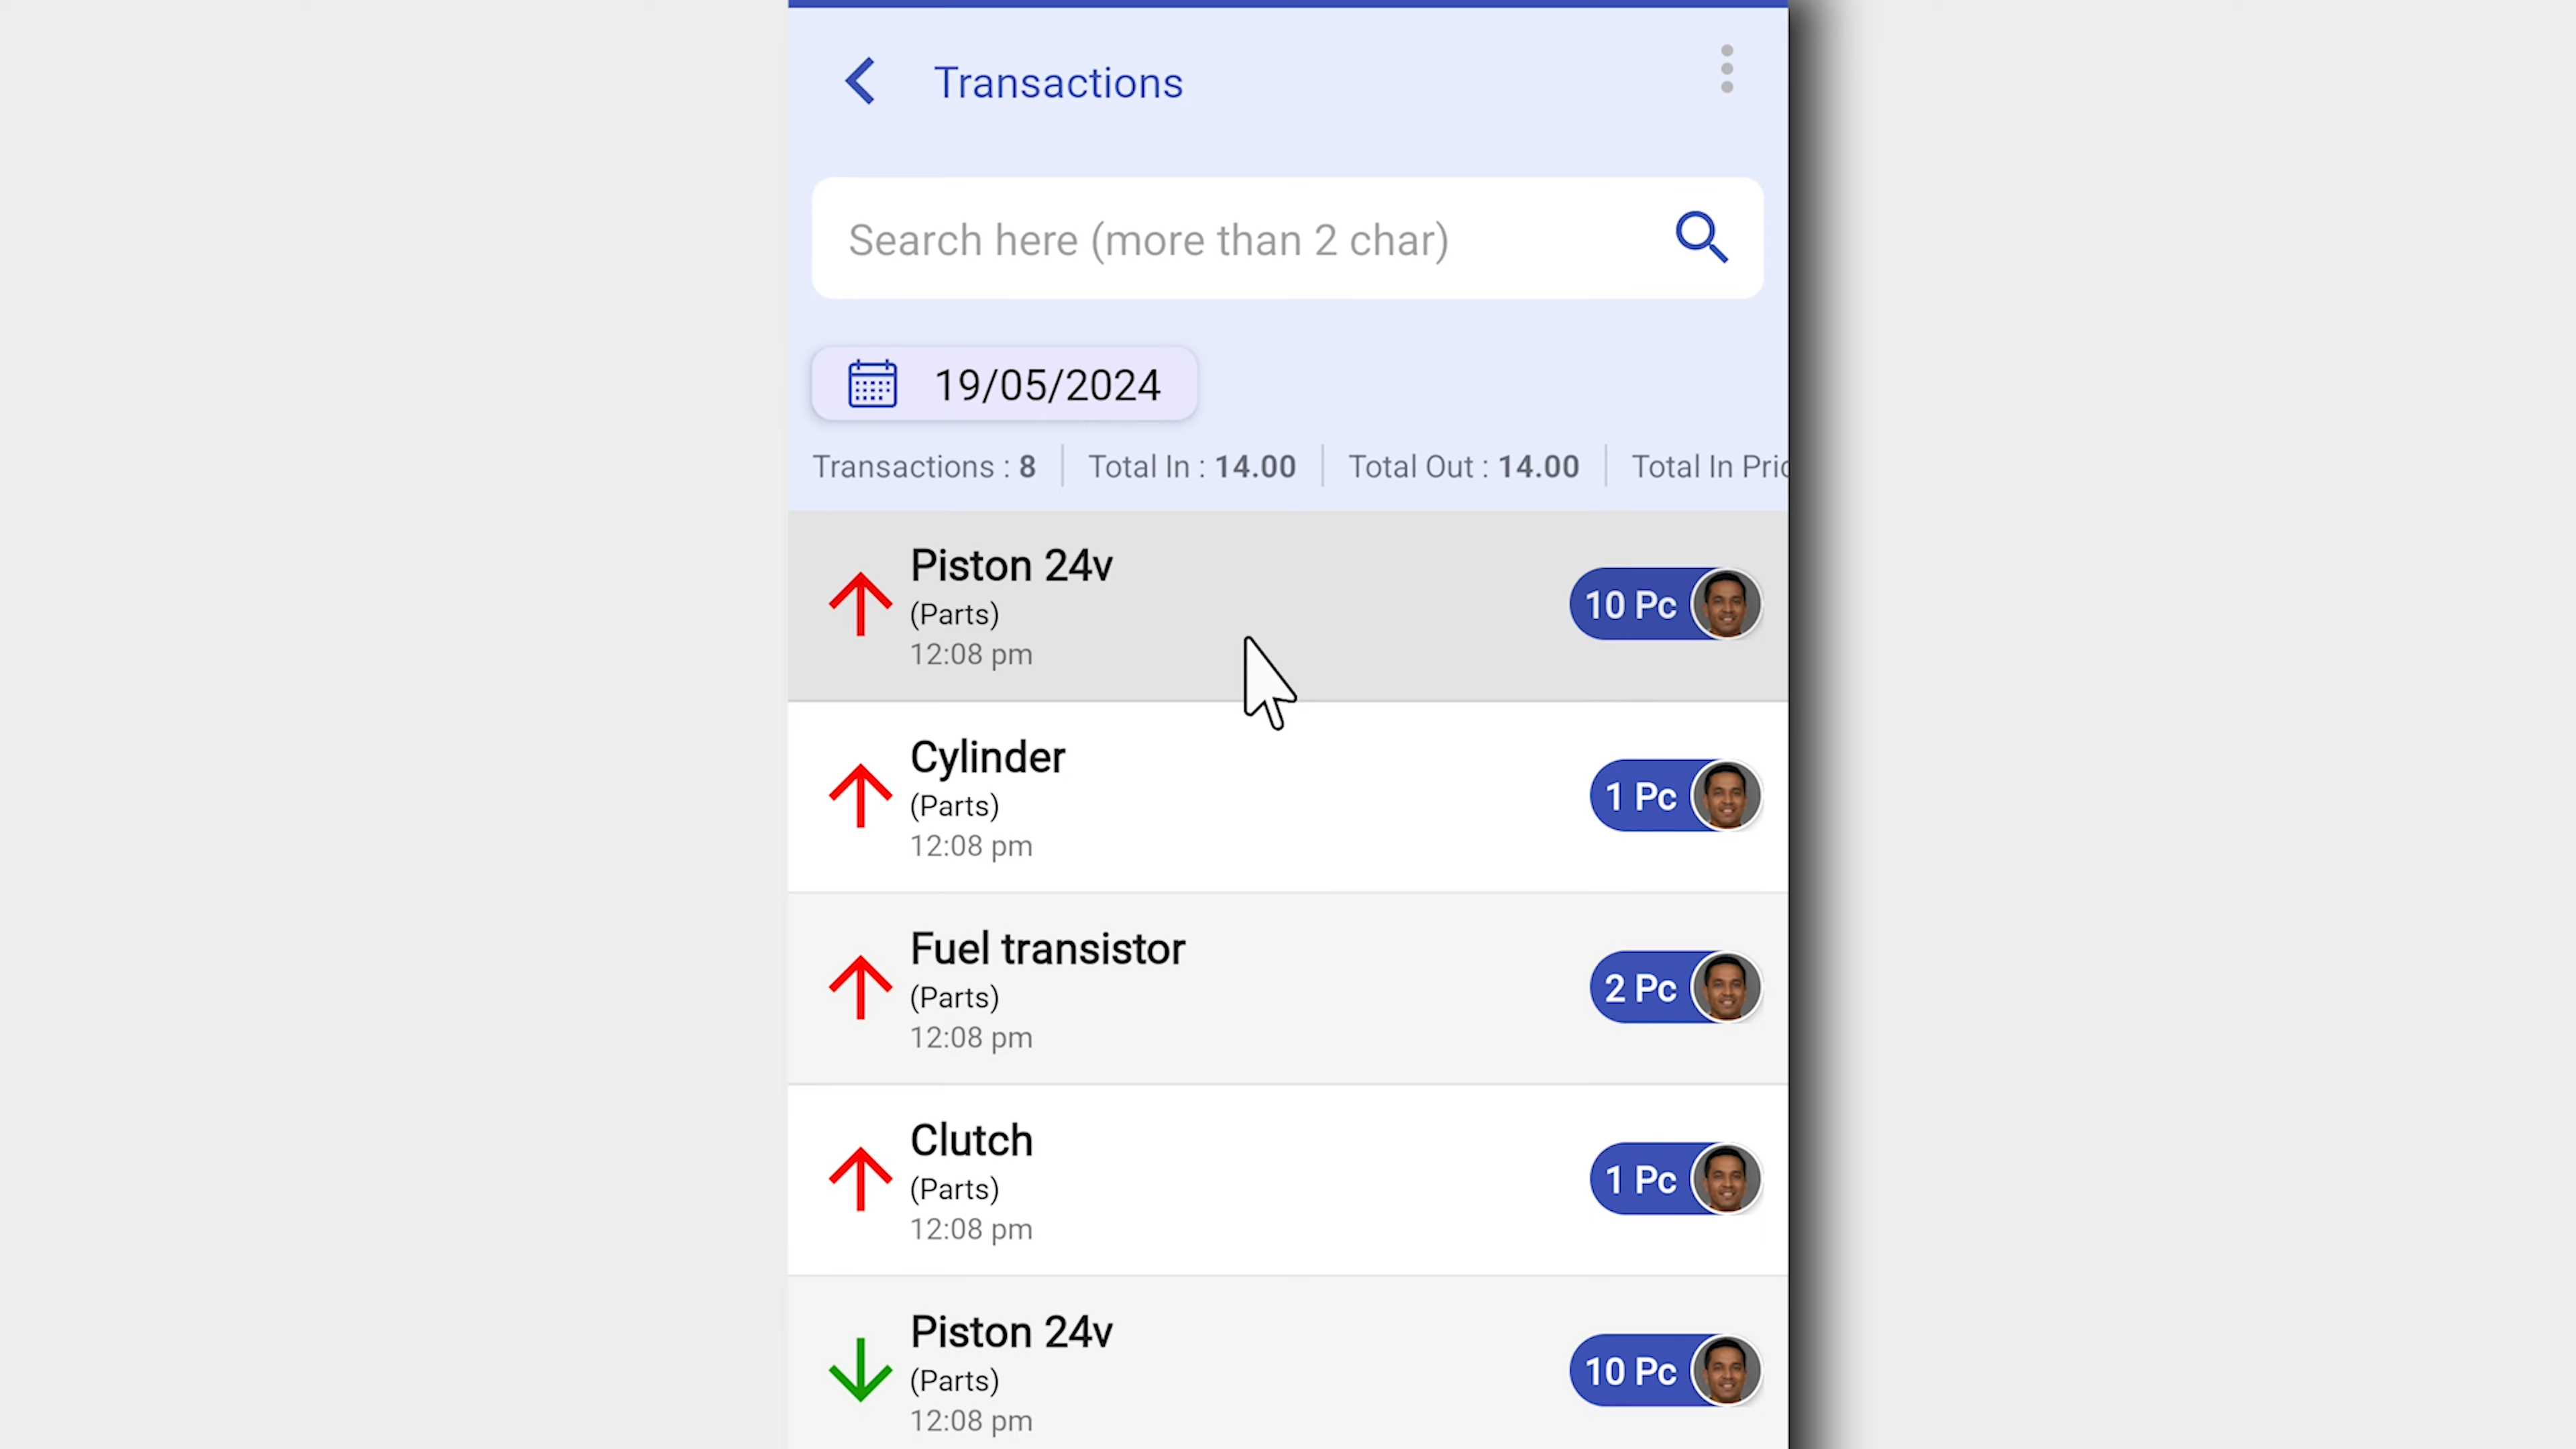 Transactions
Search here (more than 2 char)
19/05/2024
Transactions : 8 Total In : 14.00 Total Out : 14.00 Total In Pric
Piston 24v
(Parts)
12:08 pm
10 Pc
Cylinder
(Parts)
12:08 pm
1 Pc
Fuel transistor
(Parts)
12:08 pm
2 Pc
Clutch
(Parts)
12:08 pm
1 Pc
Piston 24v
(Parts)
12:08 pm
10 Pc